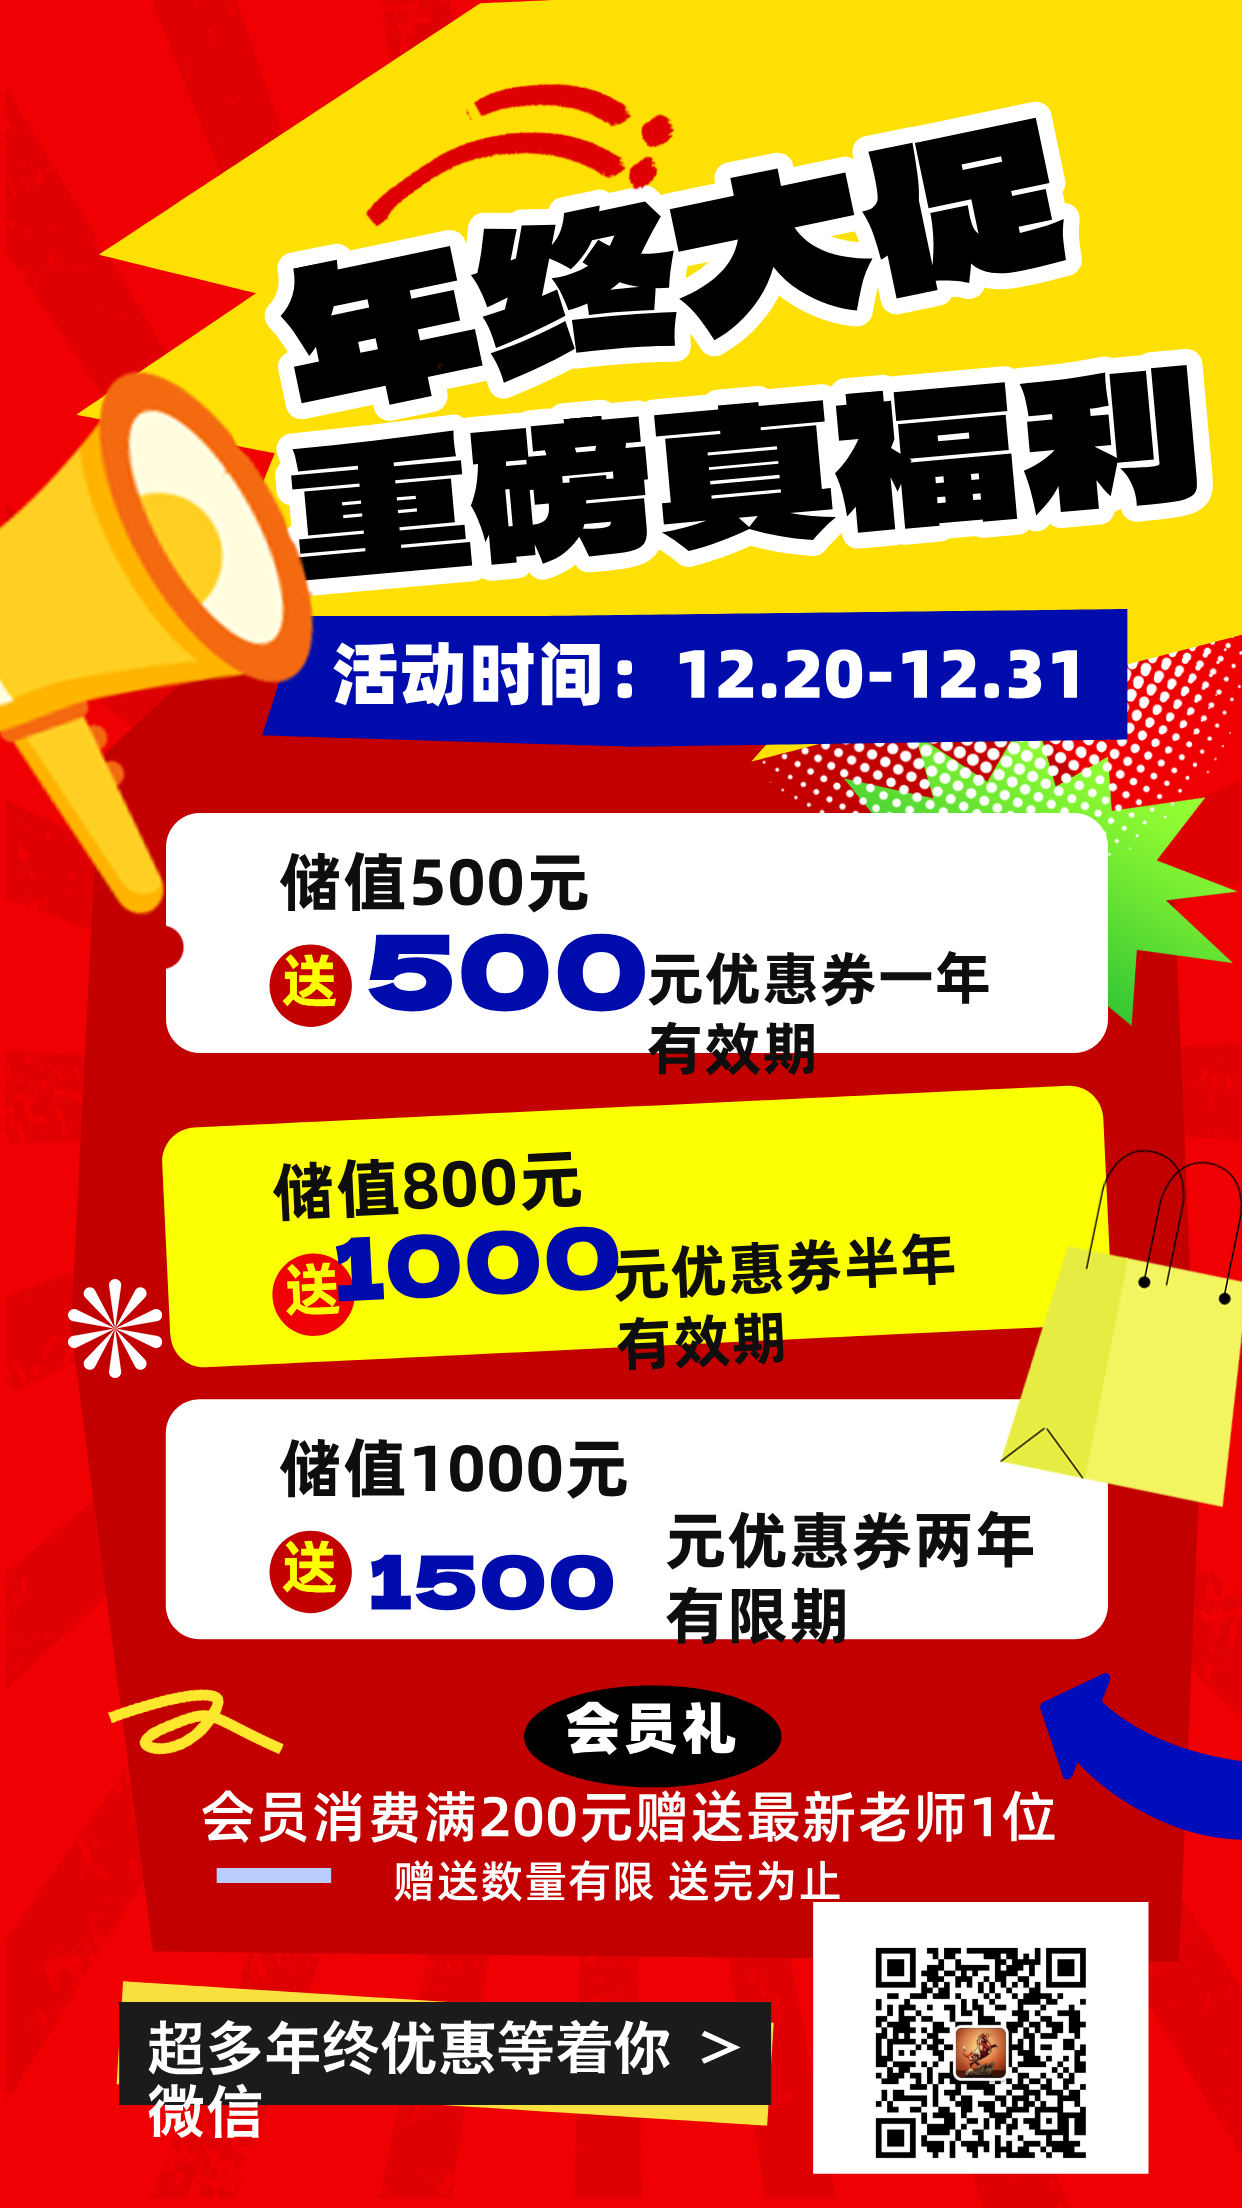 年终大促
重磅真福利
活动时间：12.20-12.31
储值500元
送 500 元优惠券一年
有效期
储值800元
送 1000 元优惠券半年
有效期
储值1000元
送 1500 元优惠券两年
有限期
会员礼
会员消费满200元赠送最新老师1位
赠送数量有限 送完为止
超多年终优惠等着你 >
微信